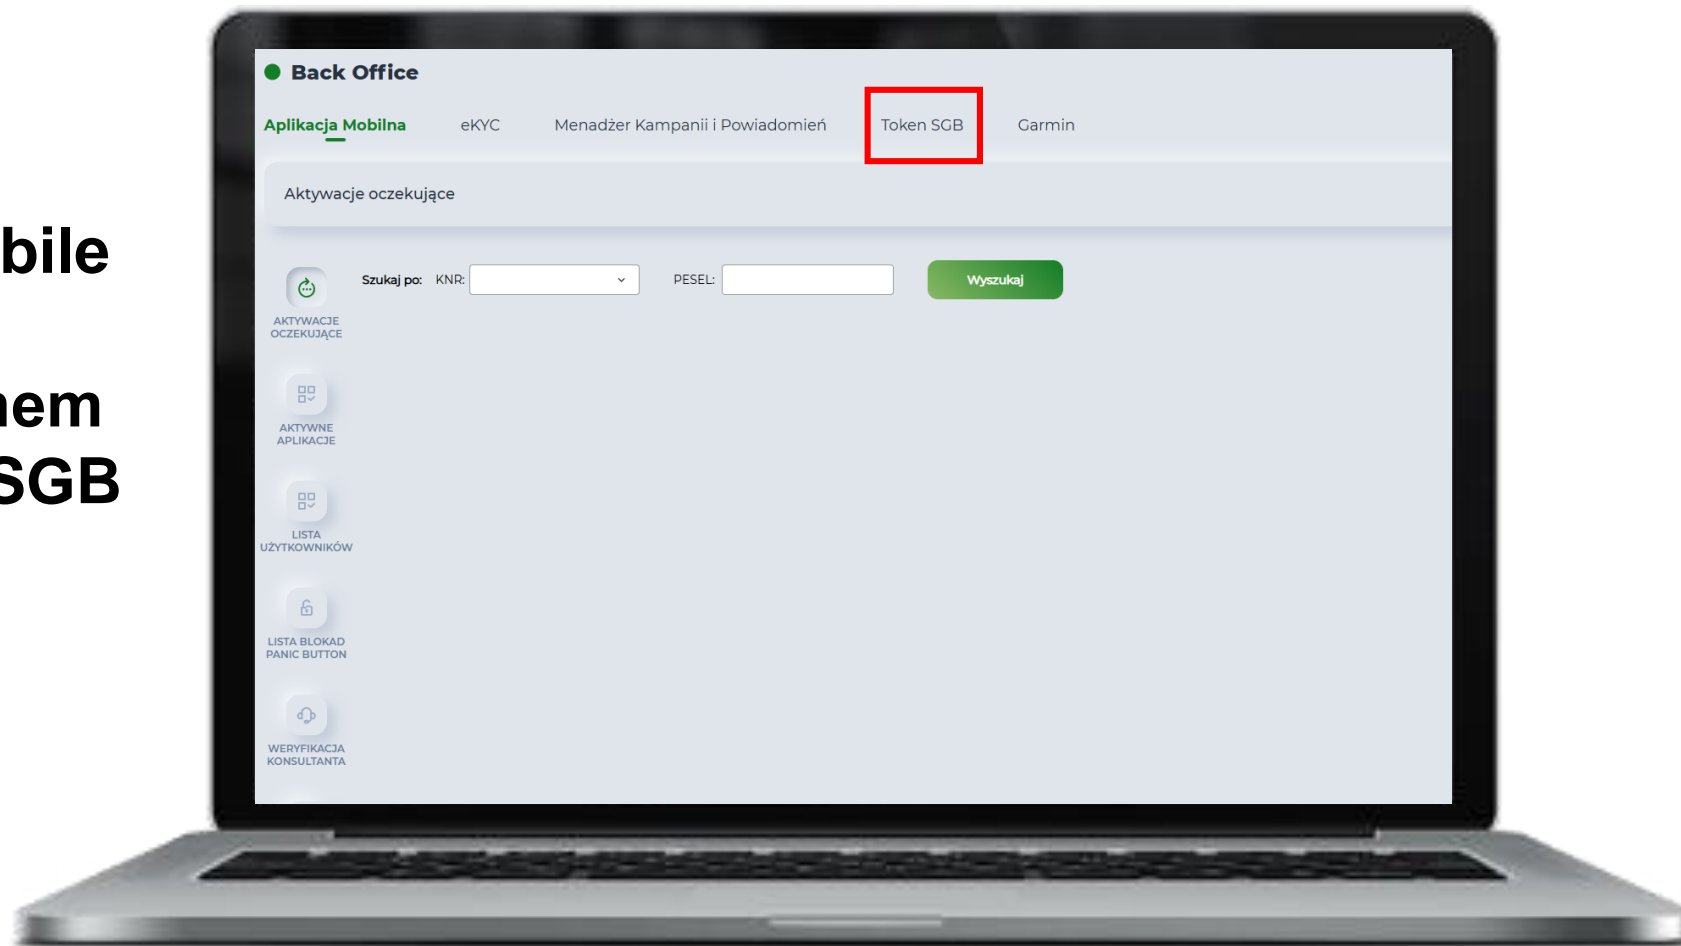 bile
nem
SGB
Back Office
Aplikacja Mobilna eKYC Menadżer Kampanii i Powiadomień Token SGB Garmin
Aktywacje oczekujące
Szukaj po: KNR: PESEL: Wyszukaj
AKTYWACJE
OCZEKUJĄCE
AKTYWNE
APLIKACJE
LISTA
UŻYTKOWNIKÓW
LISTA BLOKAD
PANIC BUTTON
WERYFIKACJA
KONSULTANTA